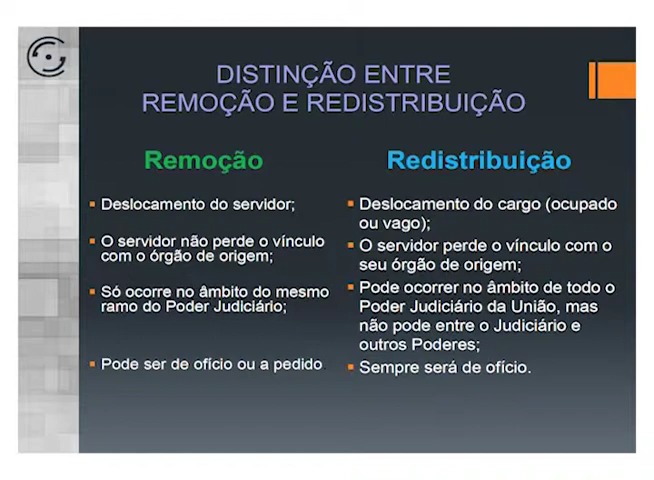 DISTINÇÃO ENTRE
REMOÇÃO E REDISTRIBUIÇÃO
Remoção
Deslocamento do servidor;
O servidor não perde o vínculo
com o órgão de origem;
Só ocorre no âmbito do mesmo
ramo do Poder Judiciário;
Pode ser de ofício ou a pedido.
Redistribuição
Deslocamento do cargo (ocupado
ou vago);
O servidor perde o vínculo com o
seu órgão de origem;
Pode ocorrer no âmbito de todo o
Poder Judiciário da União, mas
não pode entre o Judiciário e
outros Poderes;
Sempre será de ofício.